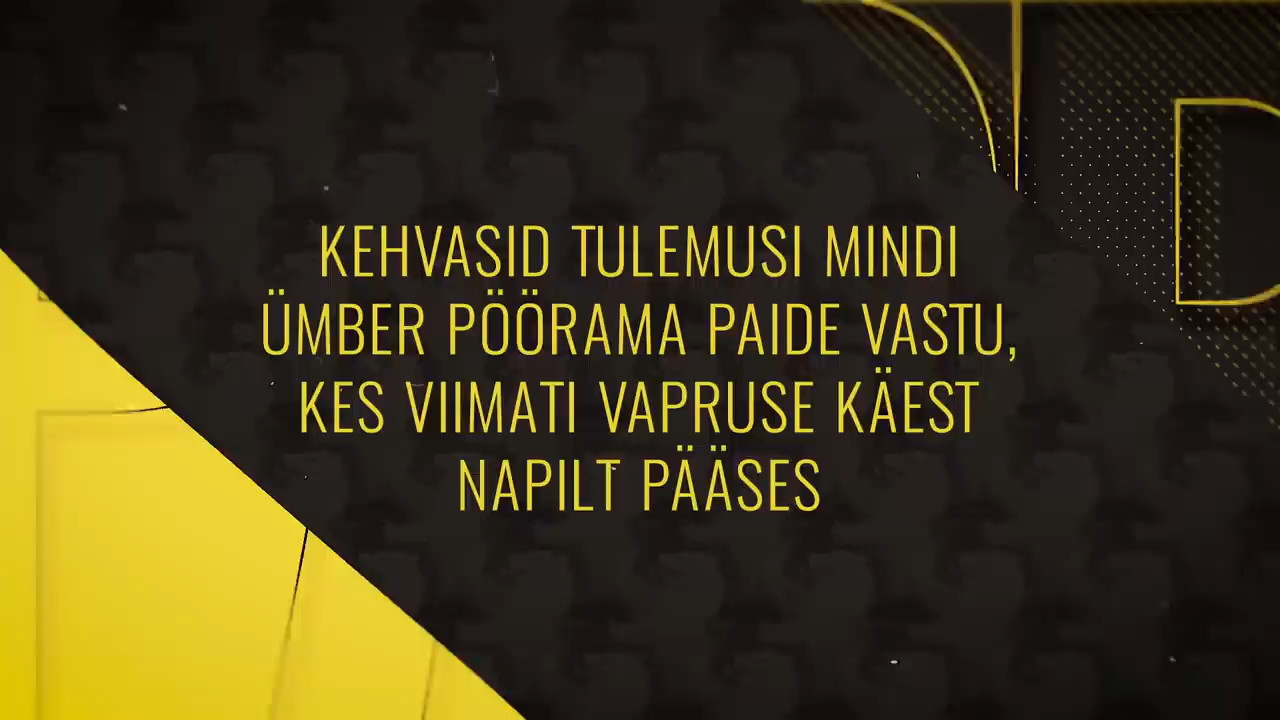 KEHVASID TULEMUSI MINDI
ÜMBER PÖÖRAMA PAIDE VASTU,
KES VIIMATI VAPRUSE KÄEST
NAPILT PÄÄSES